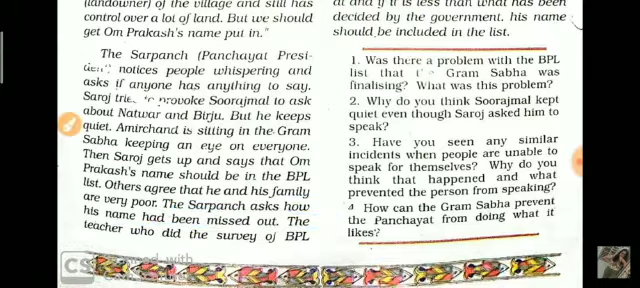 (landowner) of the village and still has
control over a lot of land. But we should
get Om Prakash's name put in."
The Sarpanch (Panchayat Presi-
notices people whispering and
asks if anyone has anything to say.
Saroj tries to provoke Soorajmal to ask
about Natwar and Birju. But he keeps
quiet. Amirchand is sitting in the Gram
Sabha keeping an eye on everyone.
Then Saroj gets up and says that Om
Prakash's name should be in the BPL
list. Others agree that he and his family
are very poor. The Sarpanch asks how
his name had been missed out. The
teacher who did the survey of BPL
at and if it is less than what has been
decided by the government, his name
should be included in the list.
1. Was there a problem with the BPL
list that the Gram Sabha was
finalising? What was this problem?
2. Why do you think Soorajmal kept
quiet even though Saroj asked him to
speak?
3. Have you seen any similar
incidents when people are unable to
speak for themselves? Why do you
think that happened and what
prevented the person from speaking?
4. How can the Gram Sabha prevent
the Panchayat from doing what it
likes?
CS
with